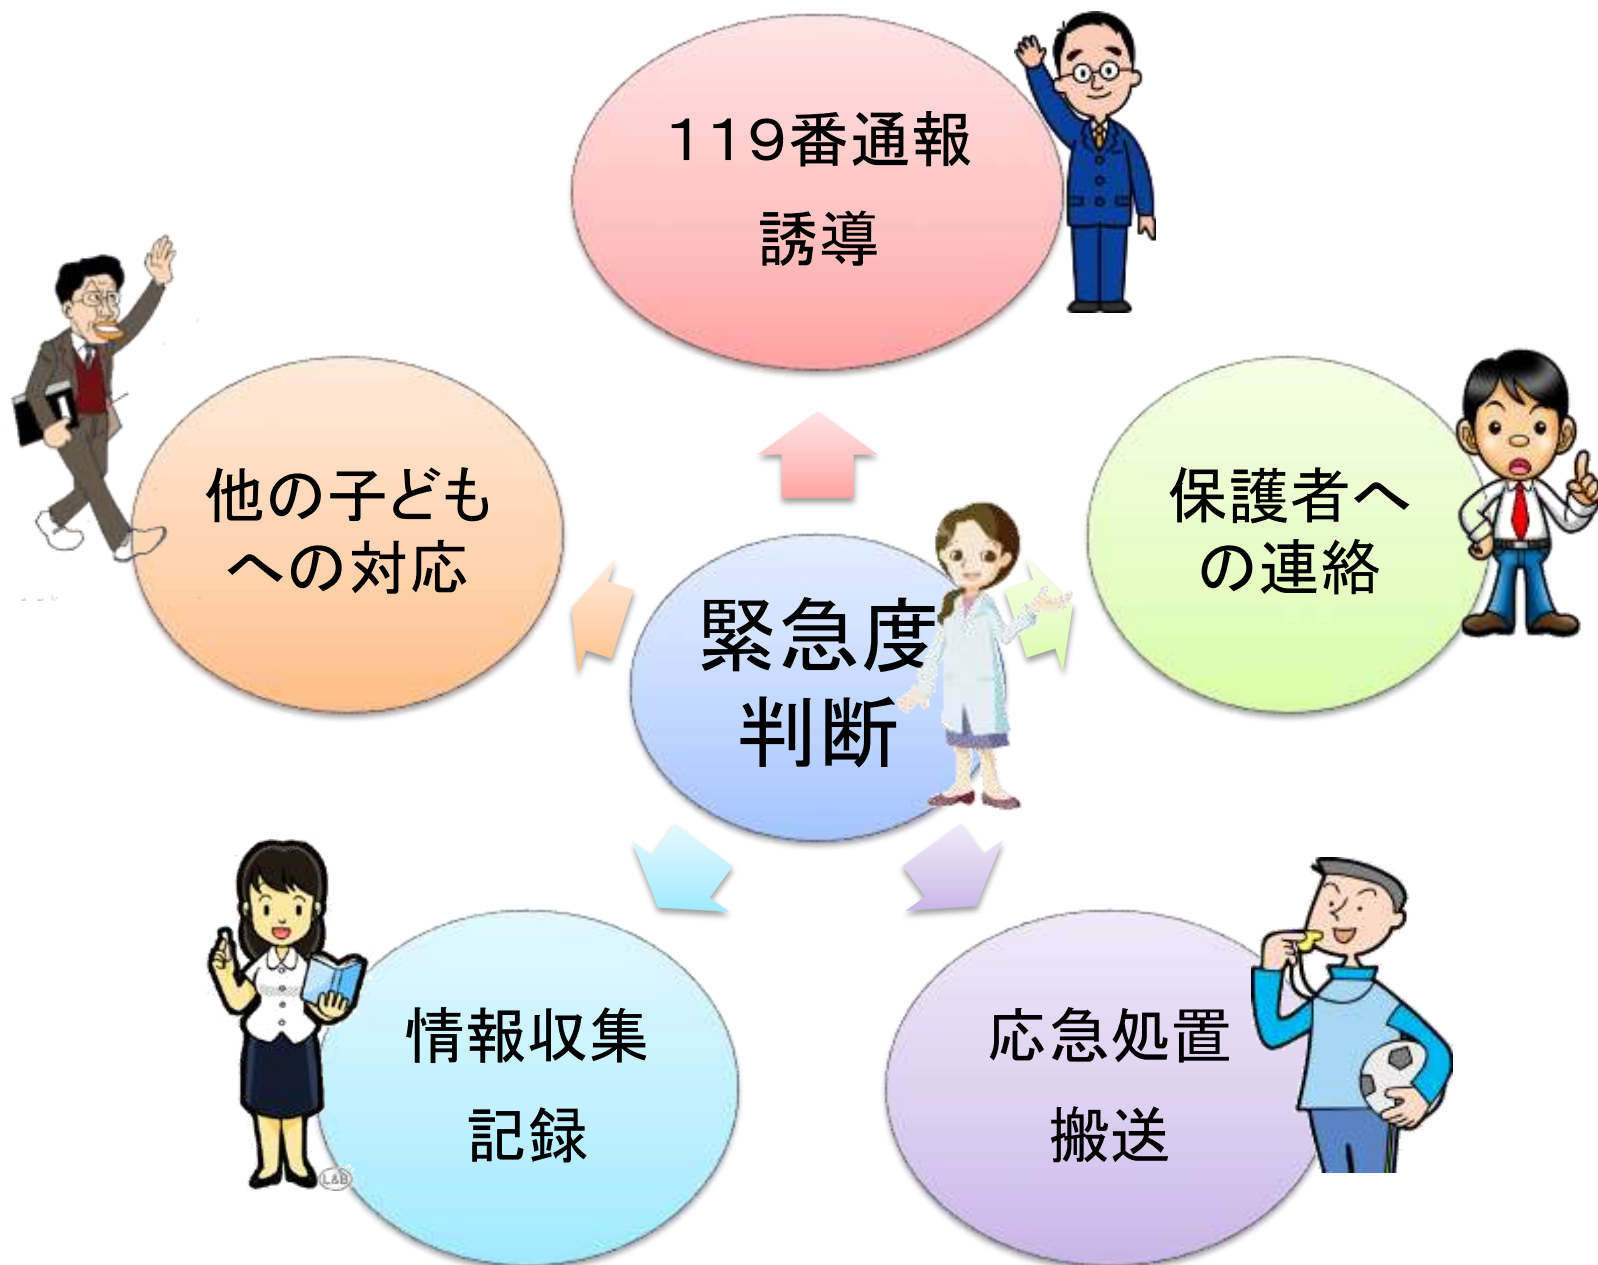 119番通報
誘導
他の子ども
への対応
保護者へ
の連絡
緊急度
判断
情報収集
記録
応急処置
搬送
L&B